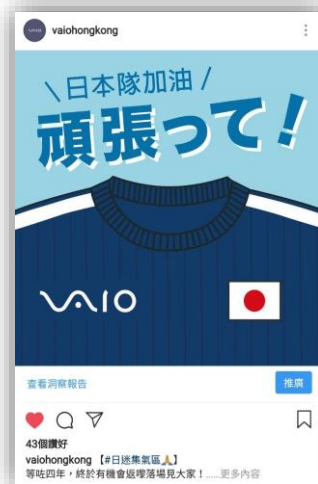 vaiohongkong
\日本隊加油/
頑張って!
VAIO
查看洞察報告
推廣
43個讚好
vaiohongkong 【#日迷集氣區🙏】
等咗四年，終於有機會返嚟落場見大家！......更多內容